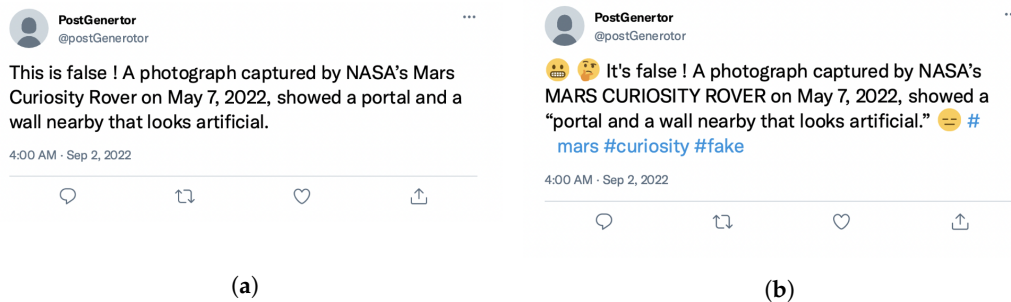 PostGenertor
@postGenerotor
This is false ! A photograph captured by NASA’s Mars
Curiosity Rover on May 7, 2022, showed a portal and a
wall nearby that looks artificial.
4:00 AM · Sep 2, 2022
(a)
PostGenertor
@postGenerotor
😬 🤔 It's false ! A photograph captured by NASA’s
MARS CURIOSITY ROVER on May 7, 2022, showed a
“portal and a wall nearby that looks artificial.” 😑 #
mars #curiosity #fake
4:00 AM · Sep 2, 2022
(b)